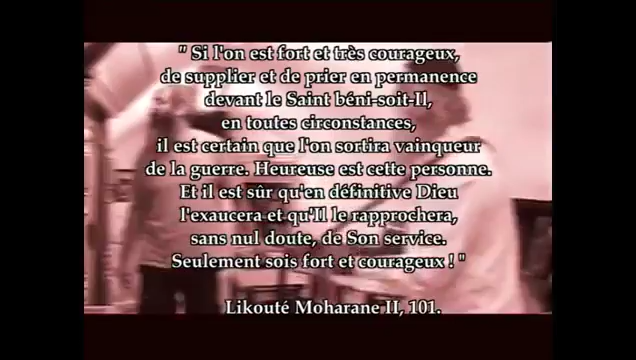 " Si l'on est fort et très courageux,
de supplier et de prier en permanence
devant le Saint béni-soit-Il,
en toutes circonstances,
il est certain que l'on sortira vainqueur
de la guerre. Heureuse est cette personne.
Et il est sûr qu'en définitive Dieu
l'exaucera et qu'Il le rapprochera,
sans nul doute, de Son service.
Seulement sois fort et courageux ! "
Likouté Moharane II, 101.